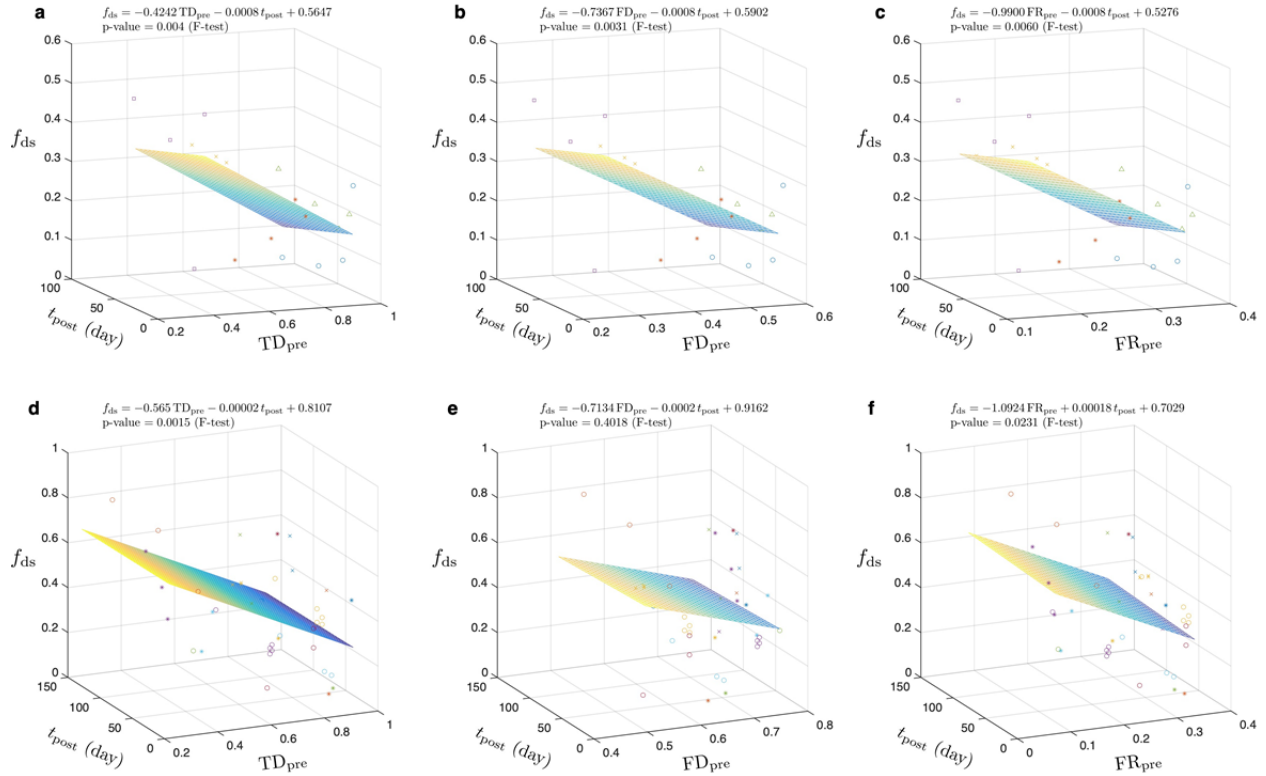 a
f_ds = −0.4242 TD_pre − 0.0008 t_post + 0.5647
p-value = 0.004 (F-test)
0.6
0.5
0.4
0.3
0.2
0.1
0
f_ds
100
50
0
t_post (day)
0.2
0.4
0.6
0.8
1
TD_pre
b
f_ds = −0.7367 FD_pre − 0.0008 t_post + 0.5902
p-value = 0.0031 (F-test)
0.6
0.5
0.4
0.3
0.2
0.1
0
f_ds
100
50
0
t_post (day)
0.2
0.3
0.4
0.5
0.6
FD_pre
c
f_ds = −0.9900 FR_pre − 0.0008 t_post + 0.5276
p-value = 0.0060 (F-test)
0.6
0.5
0.4
0.3
0.2
0.1
0
f_ds
100
50
0
t_post (day)
0.1
0.2
0.3
0.4
FR_pre
d
f_ds = −0.565 TD_pre − 0.00002 t_post + 0.8107
p-value = 0.0015 (F-test)
1
0.8
0.6
0.4
0.2
0
f_ds
150
100
50
0
t_post (day)
0.2
0.4
0.6
0.8
1
TD_pre
e
f_ds = −0.7134 FD_pre − 0.0002 t_post + 0.9162
p-value = 0.4018 (F-test)
1
0.8
0.6
0.4
0.2
0
f_ds
150
100
50
0
t_post (day)
0.4
0.5
0.6
0.7
0.8
FD_pre
f
f_ds = −1.0924 FR_pre + 0.00018 t_post + 0.7029
p-value = 0.0231 (F-test)
1
0.8
0.6
0.4
0.2
0
f_ds
150
100
50
0
t_post (day)
0
0.1
0.2
0.3
0.4
FR_pre